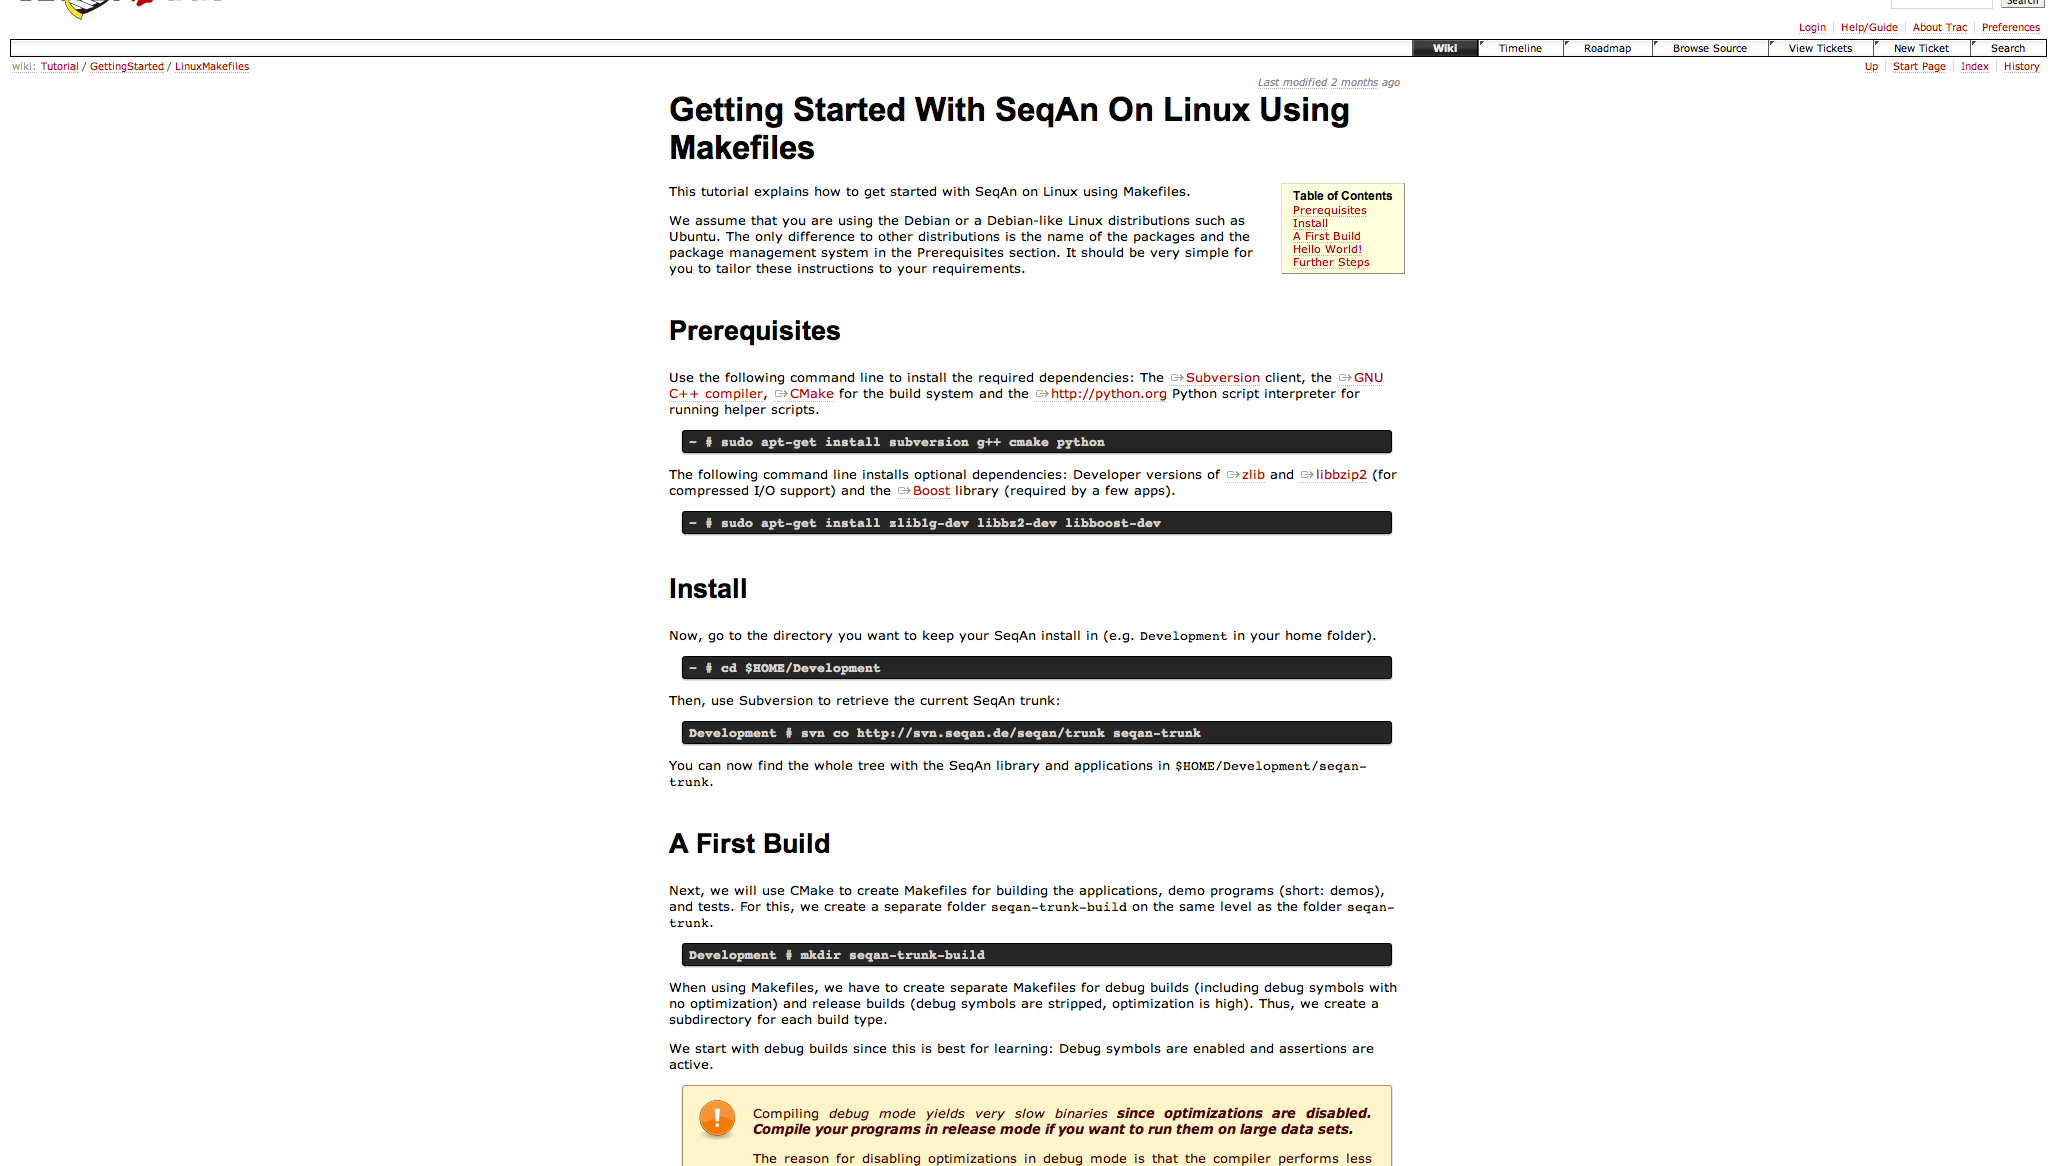 Search
Login Help/Guide About Trac Preferences
Wiki Timeline Roadmap Browse Source View Tickets New Ticket Search
wiki: Tutorial / GettingStarted / LinuxMakefiles
Up Start Page Index History
Last modified 2 months ago
Getting Started With SeqAn On Linux Using
Makefiles
This tutorial explains how to get started with SeqAn on Linux using Makefiles.
We assume that you are using the Debian or a Debian-like Linux distributions such as
Ubuntu. The only difference to other distributions is the name of the packages and the
package management system in the Prerequisites section. It should be very simple for
you to tailor these instructions to your requirements.
Table of Contents
Prerequisites
Install
A First Build
Hello World!
Further Steps
Prerequisites
Use the following command line to install the required dependencies: The Subversion client, the GNU
C++ compiler, CMake for the build system and the http://python.org Python script interpreter for
running helper scripts.
~ # sudo apt-get install subversion g++ cmake python
The following command line installs optional dependencies: Developer versions of zlib and libbzip2 (for
compressed I/O support) and the Boost library (required by a few apps).
~ # sudo apt-get install zlib1g-dev libbz2-dev libboost-dev
Install
Now, go to the directory you want to keep your SeqAn install in (e.g. Development in your home folder).
~ # cd $HOME/Development
Then, use Subversion to retrieve the current SeqAn trunk:
Development # svn co http://svn.seqan.de/seqan/trunk seqan-trunk
You can now find the whole tree with the SeqAn library and applications in $HOME/Development/seqan-
trunk.
A First Build
Next, we will use CMake to create Makefiles for building the applications, demo programs (short: demos),
and tests. For this, we create a separate folder seqan-trunk-build on the same level as the folder seqan-
trunk.
Development # mkdir seqan-trunk-build
When using Makefiles, we have to create separate Makefiles for debug builds (including debug symbols with
no optimization) and release builds (debug symbols are stripped, optimization is high). Thus, we create a
subdirectory for each build type.
We start with debug builds since this is best for learning: Debug symbols are enabled and assertions are
active.
Compiling debug mode yields very slow binaries since optimizations are disabled.
Compile your programs in release mode if you want to run them on large data sets.
The reason for disabling optimizations in debug mode is that the compiler performs less